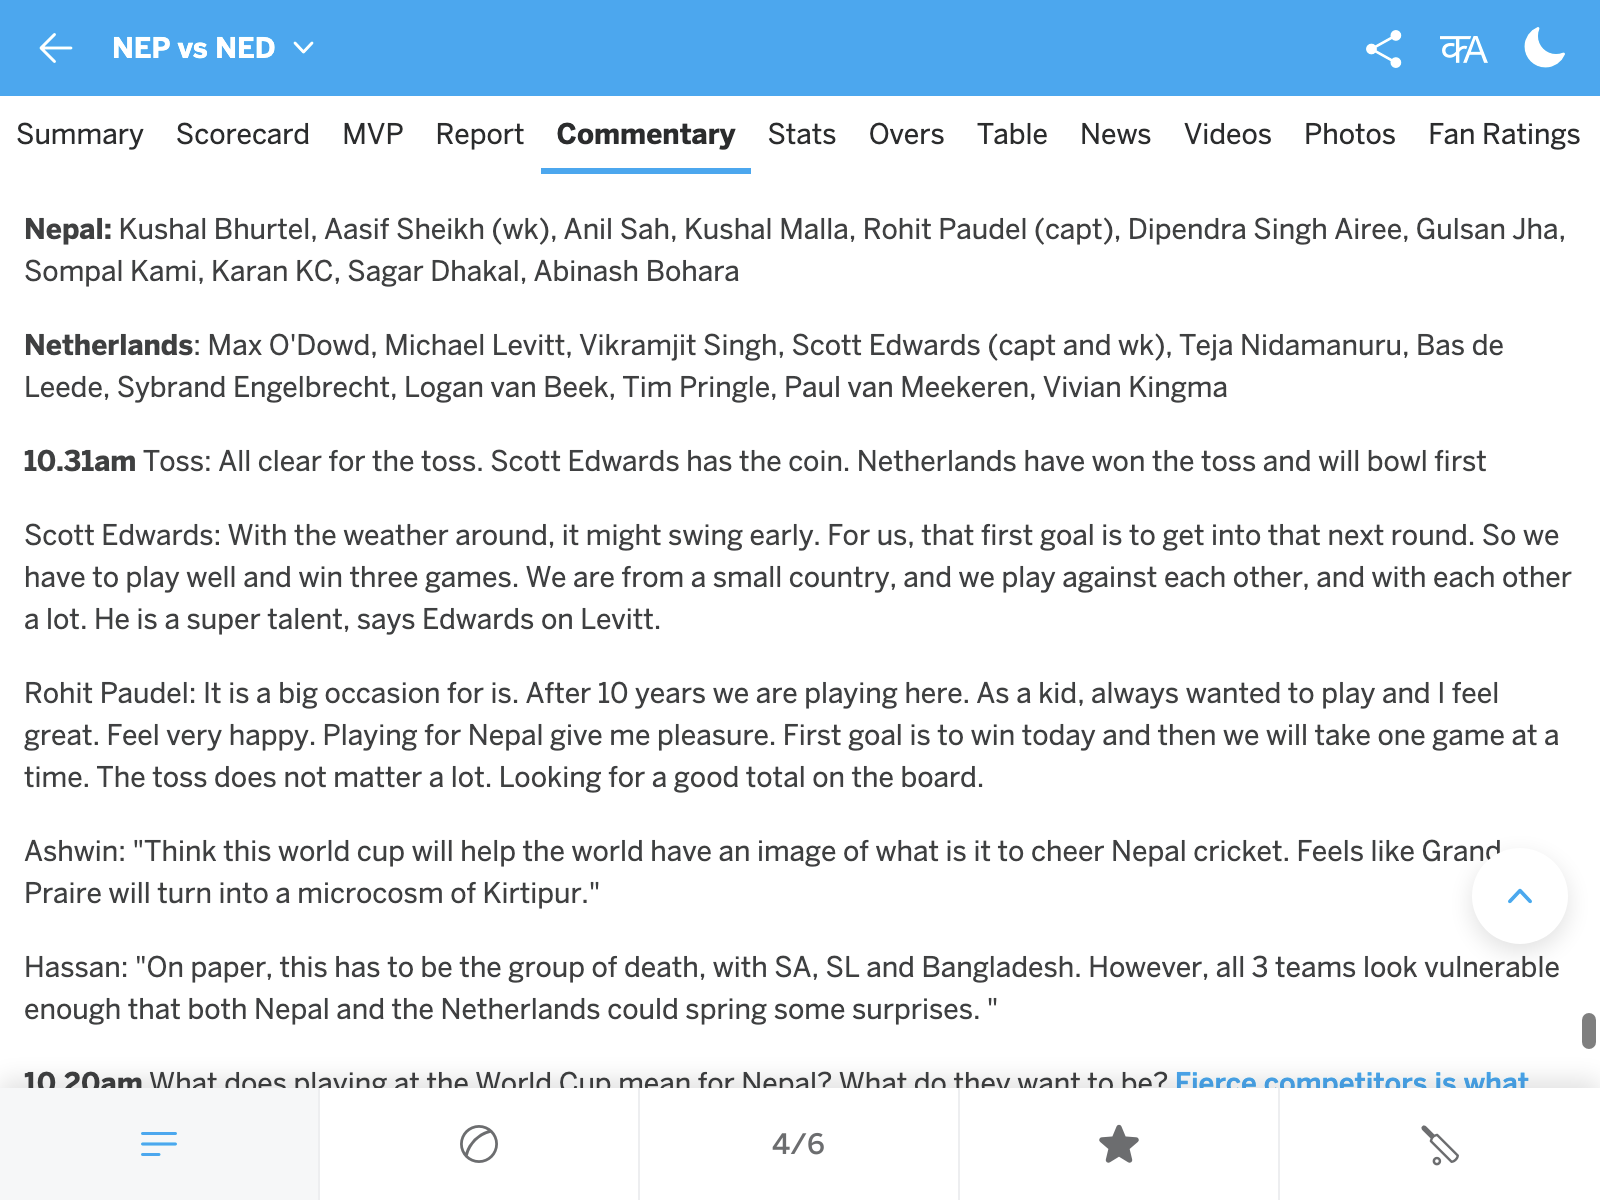 NEP vs NED
कA
Summary Scorecard MVP Report Commentary Stats Overs Table News Videos Photos Fan Ratings
Nepal: Kushal Bhurtel, Aasif Sheikh (wk), Anil Sah, Kushal Malla, Rohit Paudel (capt), Dipendra Singh Airee, Gulsan Jha,
Sompal Kami, Karan KC, Sagar Dhakal, Abinash Bohara
Netherlands: Max O'Dowd, Michael Levitt, Vikramjit Singh, Scott Edwards (capt and wk), Teja Nidamanuru, Bas de
Leede, Sybrand Engelbrecht, Logan van Beek, Tim Pringle, Paul van Meekeren, Vivian Kingma
10.31am Toss: All clear for the toss. Scott Edwards has the coin. Netherlands have won the toss and will bowl first
Scott Edwards: With the weather around, it might swing early. For us, that first goal is to get into that next round. So we
have to play well and win three games. We are from a small country, and we play against each other, and with each other
a lot. He is a super talent, says Edwards on Levitt.
Rohit Paudel: It is a big occasion for is. After 10 years we are playing here. As a kid, always wanted to play and I feel
great. Feel very happy. Playing for Nepal give me pleasure. First goal is to win today and then we will take one game at a
time. The toss does not matter a lot. Looking for a good total on the board.
Ashwin: "Think this world cup will help the world have an image of what is it to cheer Nepal cricket. Feels like Grand
Praire will turn into a microcosm of Kirtipur."
Hassan: "On paper, this has to be the group of death, with SA, SL and Bangladesh. However, all 3 teams look vulnerable
enough that both Nepal and the Netherlands could spring some surprises. "
10.20am What does playing at the World Cup mean for Nepal? What do they want to be? Fierce competitors is what
4/6